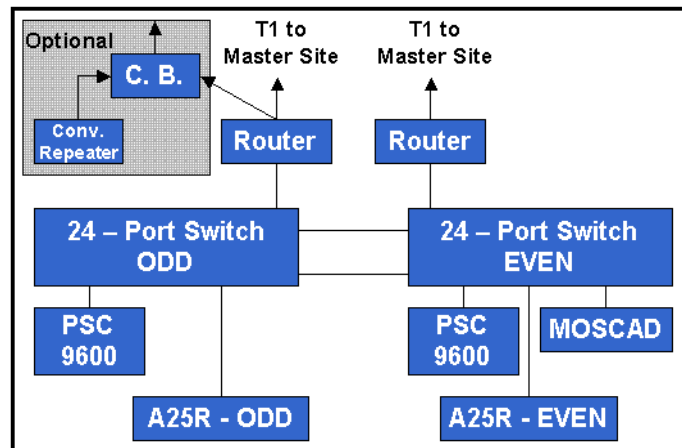 Optional
C. B.
Conv.
Repeater
T1 to
Master Site
Router
T1 to
Master Site
Router
24 – Port Switch
ODD
24 – Port Switch
EVEN
PSC
9600
PSC
9600
MOSCAD
A25R - ODD
A25R - EVEN